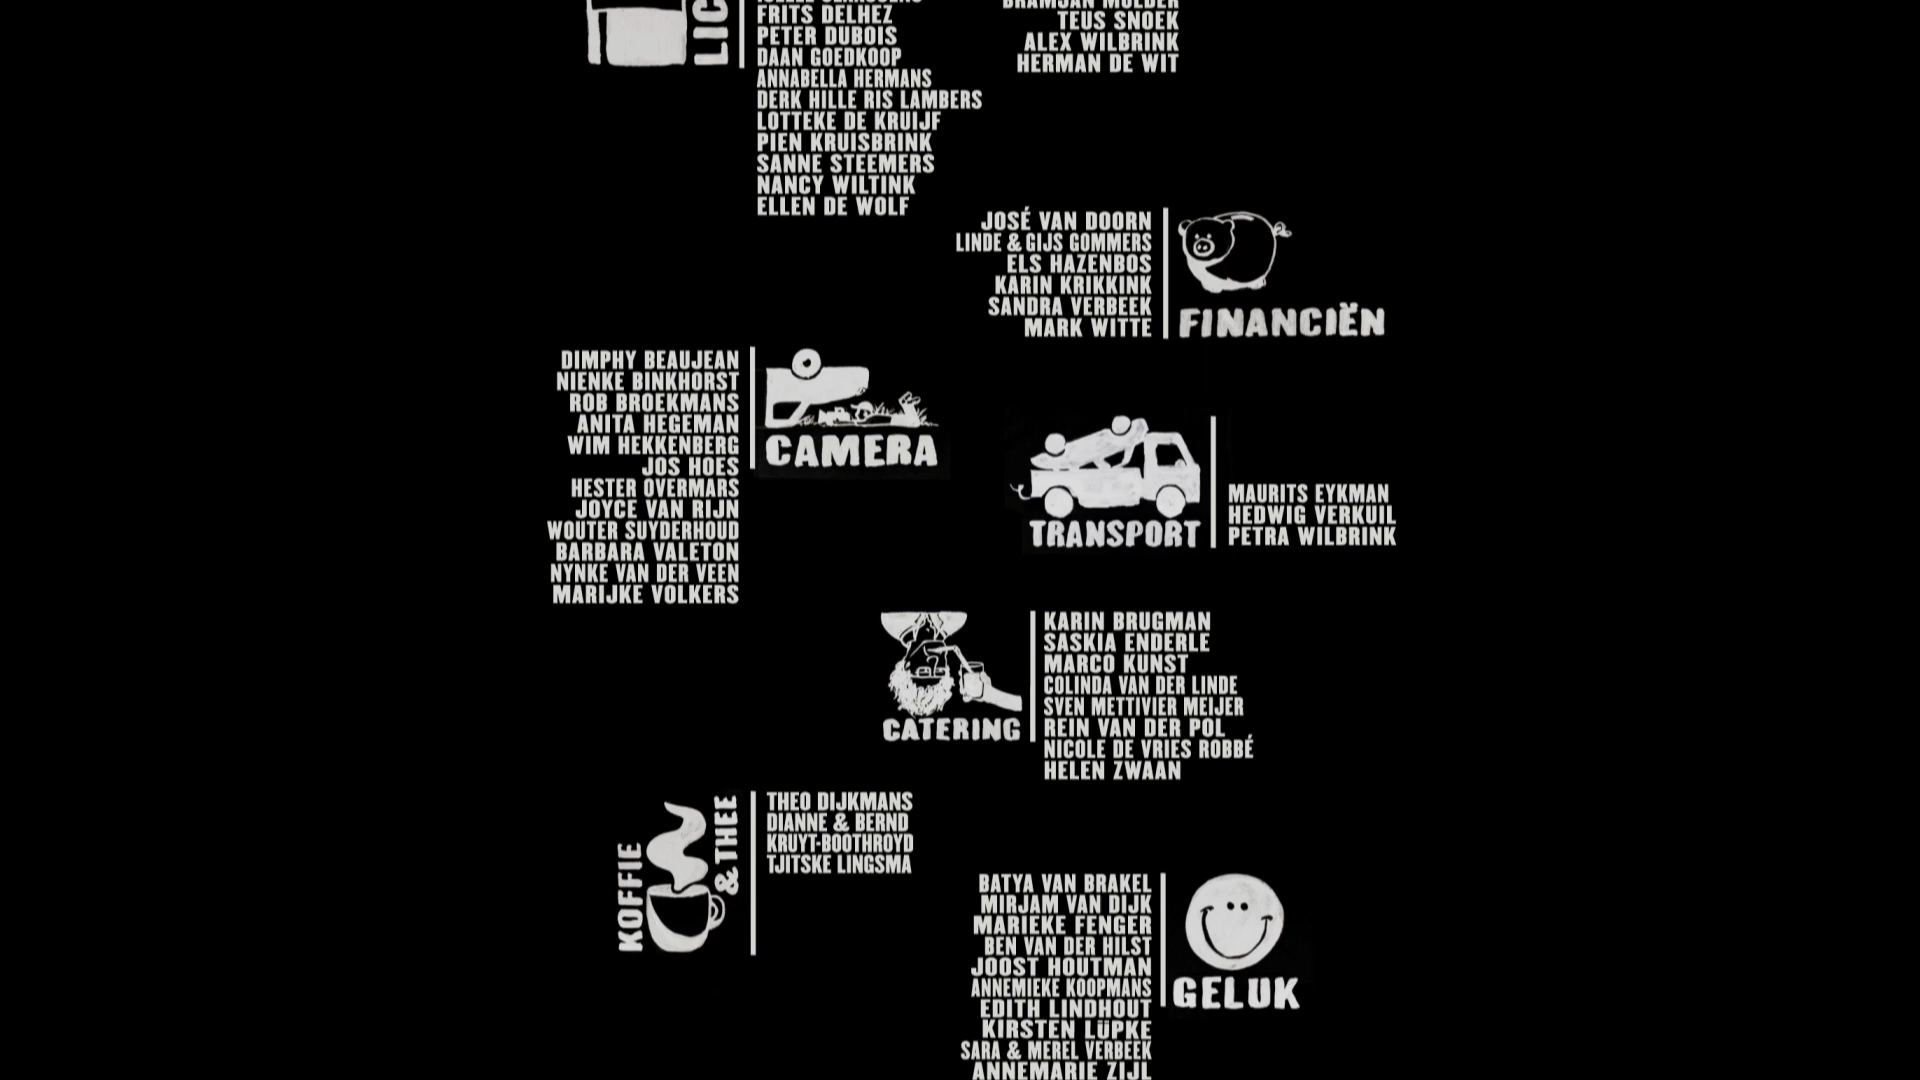 LIC
FRITS DELHEZ
PETER DUBOIS
DAAN GOEDKOOP
ANNABELLA HERMANS
DERK HILLE RIS LAMBERS
LOTTEKE DE KRUIJF
PIEN KRUISBRINK
SANNE STEEMERS
NANCY WILTINK
ELLEN DE WOLF
BRAMJAN MULDER
TEUS SNOEK
ALEX WILBRINK
HERMAN DE WIT
JOSÉ VAN DOORN
LINDE & GIJS GOMMERS
ELS HAZENBOS
KARIN KRIKKINK
SANDRA VERBEEK
MARK WITTE
FINANCIËN
DIMPHY BEAUJEAN
NIENKE BINKHORST
ROB BROEKMANS
ANITA HEGEMAN
WIM HEKKENBERG
JOS HOES
HESTER OVERMARS
JOYCE VAN RIJN
WOUTER SUYDERHOUD
BARBARA VALETON
NYNKE VAN DER VEEN
MARIJKE VOLKERS
CAMERA
TRANSPORT
MAURITS EYKMAN
HEDWIG VERKUIL
PETRA WILBRINK
CATERING
KARIN BRUGMAN
SASKIA ENDERLE
MARCO KUNST
COLINDA VAN DER LINDE
SVEN METTIVIER MEIJER
REIN VAN DER POL
NICOLE DE VRIES ROBBÉ
HELEN ZWAAN
KOFFIE
& THEE
THEO DIJKMANS
DIANNE & BERND
KRUYT-BOOTHROYD
TJITSKE LINGSMA
BATYA VAN BRAKEL
MIRJAM VAN DIJK
MARIEKE FENGER
BEN VAN DER HILST
JOOST HOUTMAN
ANNEMIEKE KOOPMANS
EDITH LINDHOUT
KIRSTEN LÜPKE
SARA & MEREL VERBEEK
ANNEMARIE ZIJL
GELUK